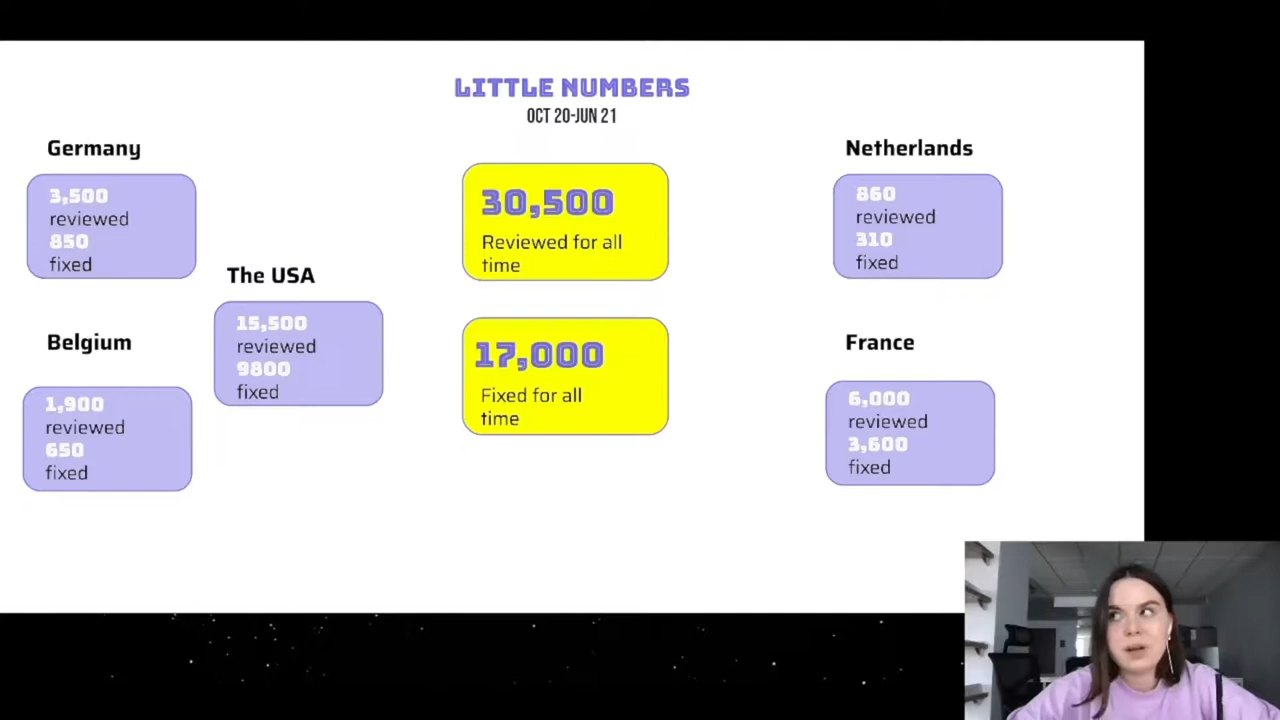 LITTLE NUMBERS
OCT 20-JUN 21
Germany
3,500
reviewed
850
fixed
The USA
15,500
reviewed
9800
fixed
Belgium
1,900
reviewed
650
fixed
30,500
Reviewed for all
time
17,000
Fixed for all
time
Netherlands
860
reviewed
310
fixed
France
6,000
reviewed
3,600
fixed